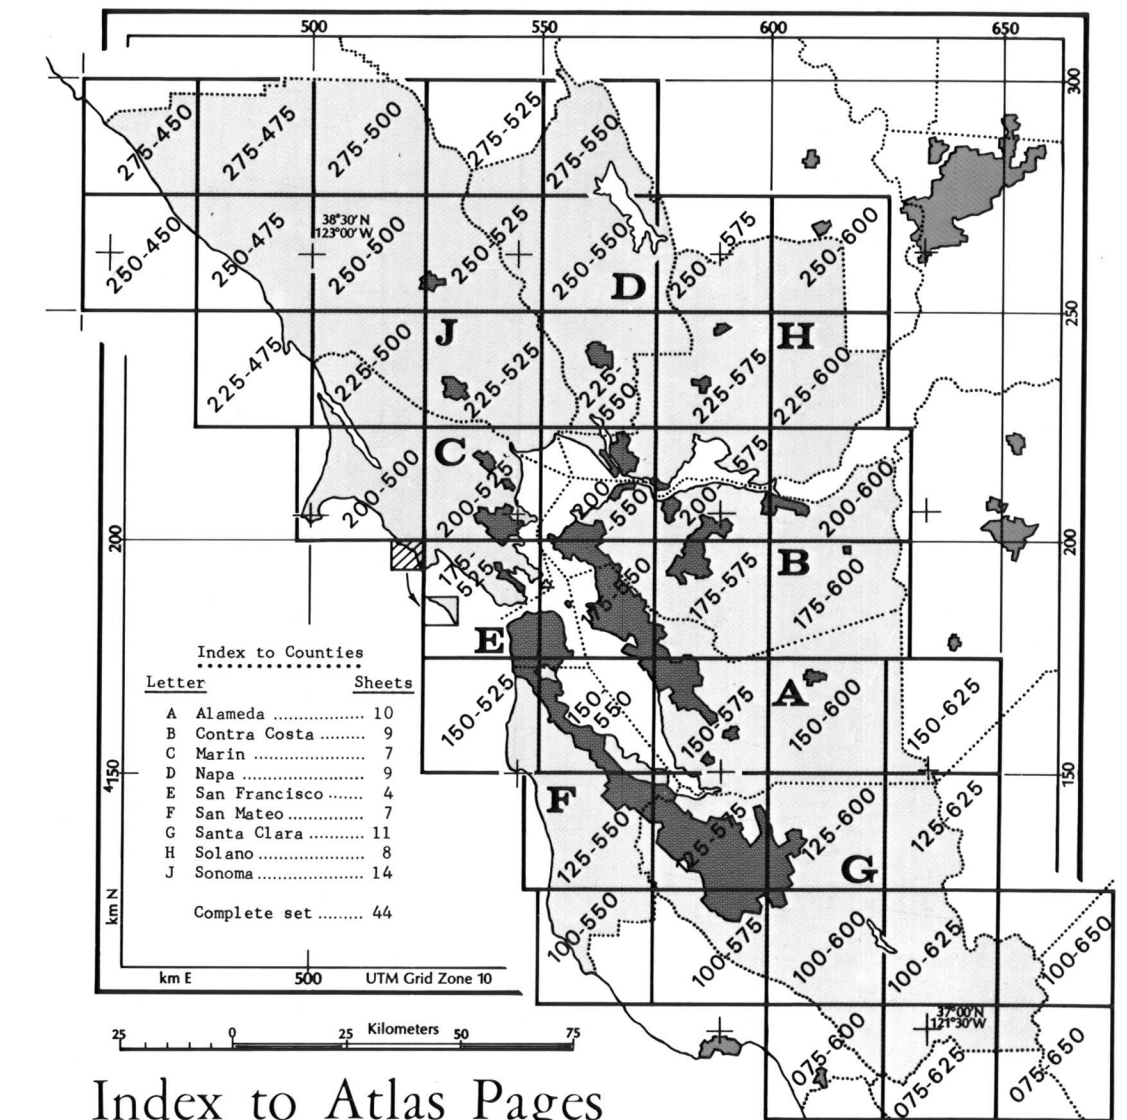 500 550 600 650
300
275-450 275-475 275-500 275-525 275-550
38°30'N
123°00'W
250-450 250-475 250-500 250-525 250-550 250-575 250-600
D
250
J H
225-475 225-500 225-525 225-550 225-575 225-600
C
200-500 200-525 200-550 200-575 200-600
200 200
B
175-525 175-550 175-575 175-600
E
Index to Counties
Letter Sheets
A Alameda ................. 10
B Contra Costa ......... 9
C Marin .................... 7
D Napa ...................... 9
E San Francisco ....... 4
F San Mateo .............. 7
G Santa Clara ........... 11
H Solano .................... 8
J Sonoma ................... 14
Complete set ......... 44
A
150-525 150-550 150-575 150-600 150-625
4150 150
F
125-550 125-575 125-600 125-625
G
km N
100-550 100-575 100-600 100-625 100-650
km E 500 UTM Grid Zone 10
37°00'N
121°30'W
075-600 075-625 075-650
25 0 25 Kilometers 50 75
Index to Atlas Pages